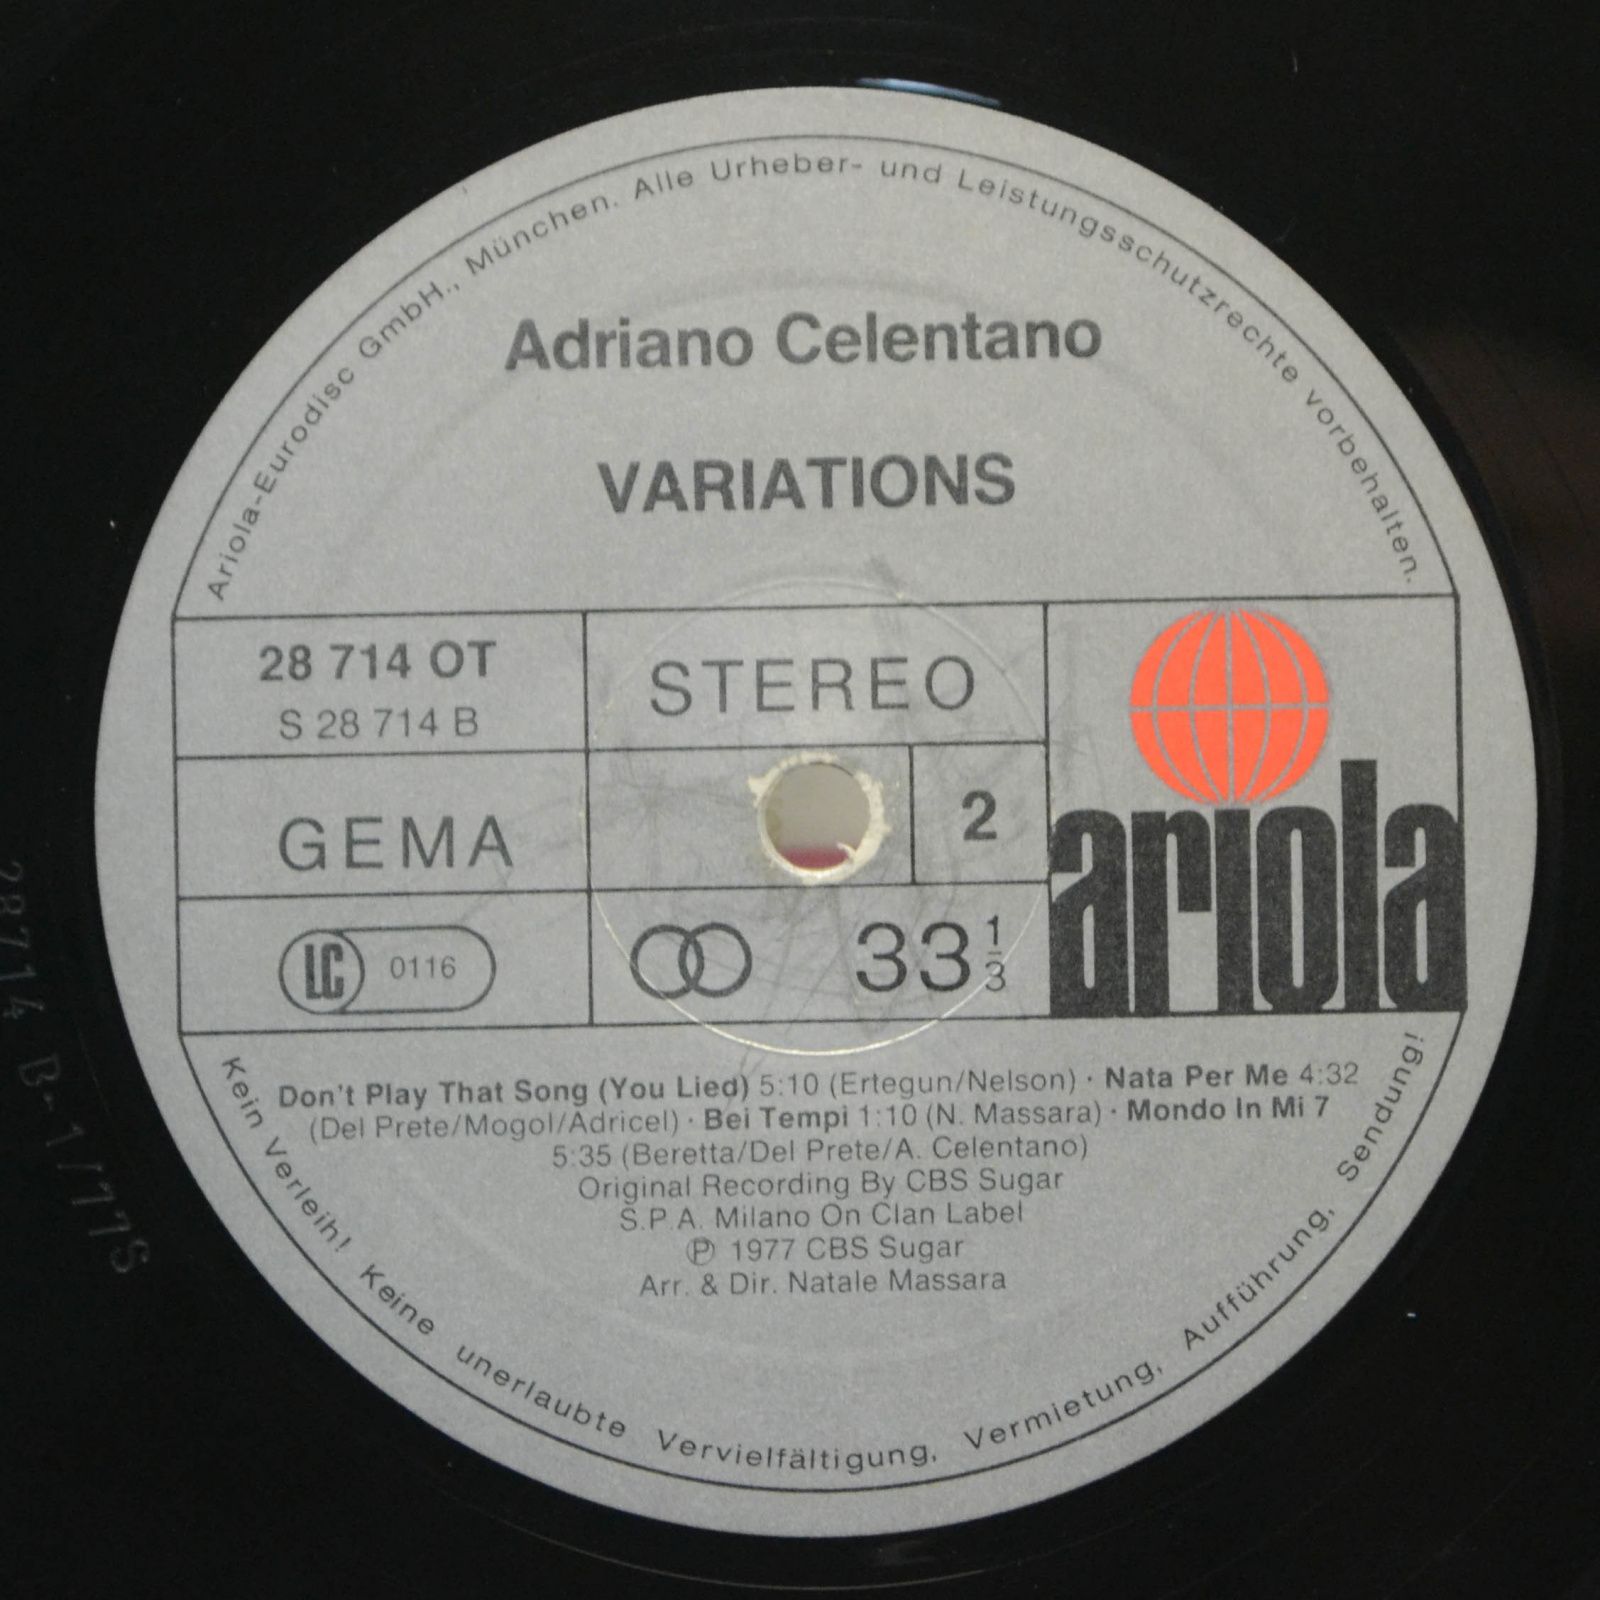 Ariola-Eurodisc GmbH., München. Alle Urheber- und Leistungsschutzrechte vorbehalten.
Adriano Celentano
VARIATIONS
28 714 OT
S 28 714 B
STEREO
GEMA
2
LC 0116
33 1/3
ariola
Don't Play That Song (You Lied) 5:10 (Ertegun/Nelson) · Nata Per Me 4:32
(Del Prete/Mogol/Adricel) · Bei Tempi 1:10 (N. Massara) · Mondo In Mi 7
5:35 (Beretta/Del Prete/A. Celentano)
Original Recording By CBS Sugar
S.P.A. Milano On Clan Label
Ⓟ 1977 CBS Sugar
Arr. & Dir. Natale Massara
Kein Verleih! Keine unerlaubte Vervielfältigung, Vermietung, Aufführung, Sendung!
28714 B-1/77S